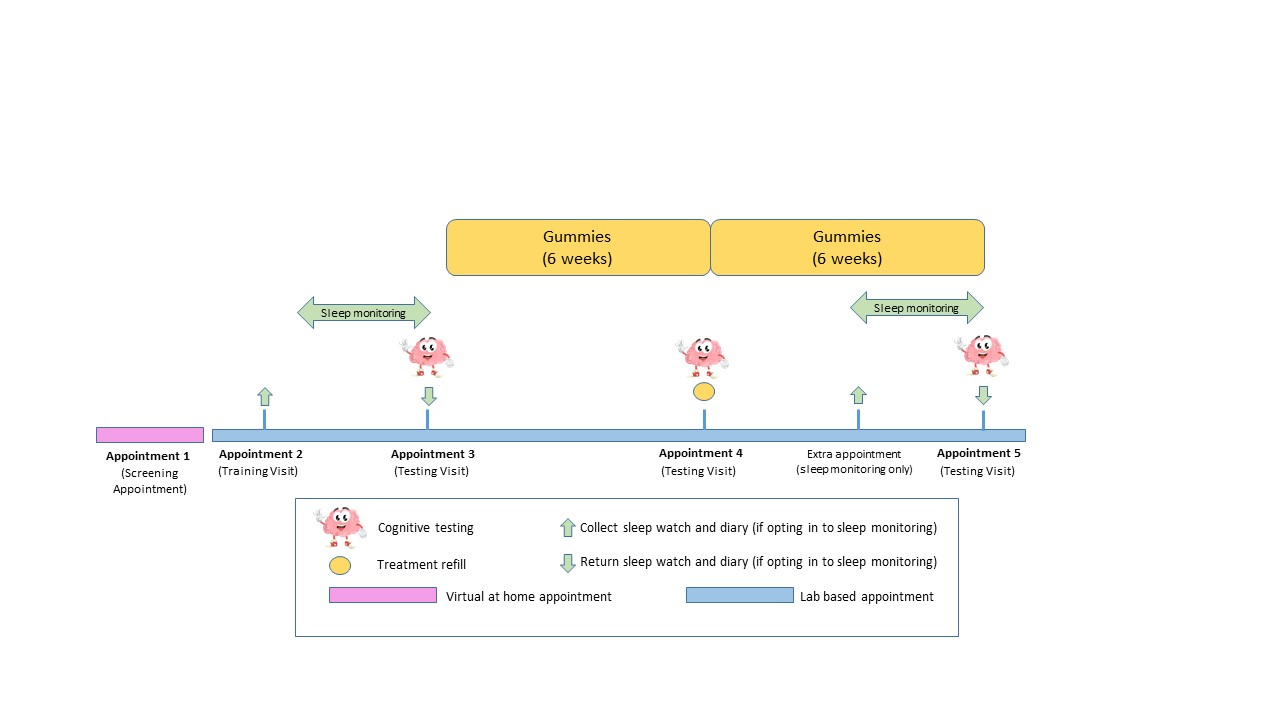 Gummies
(6 weeks)
Gummies
(6 weeks)
Sleep monitoring
Sleep monitoring
Appointment 1
(Screening
Appointment)
Appointment 2
(Training Visit)
Appointment 3
(Testing Visit)
Appointment 4
(Testing Visit)
Extra appointment
(sleep monitoring only)
Appointment 5
(Testing Visit)
Cognitive testing
Collect sleep watch and diary (if opting in to sleep monitoring)
Treatment refill
Return sleep watch and diary (if opting in to sleep monitoring)
Virtual at home appointment
Lab based appointment